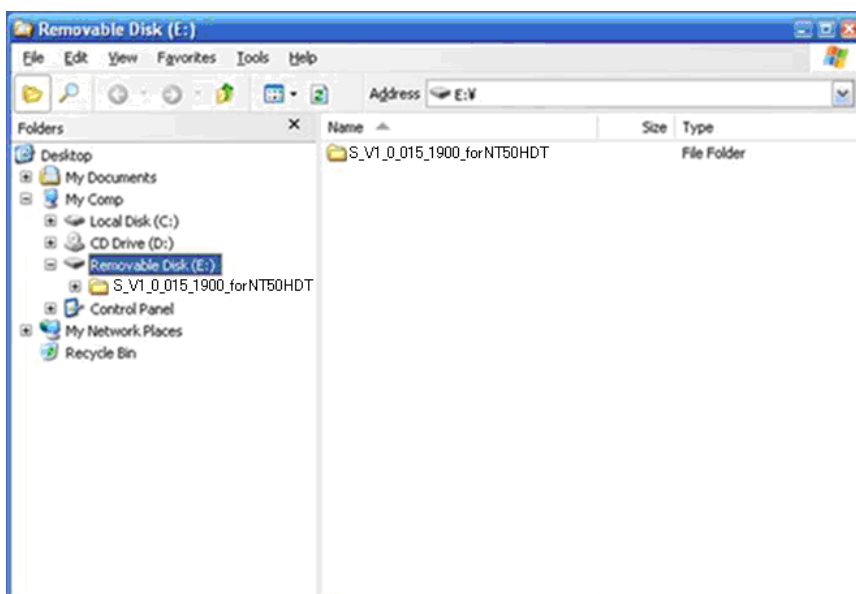 Removable Disk (E:)
File Edit View Favorites Tools Help
Address E:¥
Folders
Name Size Type
Desktop
My Documents
My Comp
Local Disk (C:)
CD Drive (D:)
Removable Disk (E:)
S_V1_0_015_1900_forNT50HDT
Control Panel
My Network Places
Recycle Bin
S_V1_0_015_1900_forNT50HDT File Folder